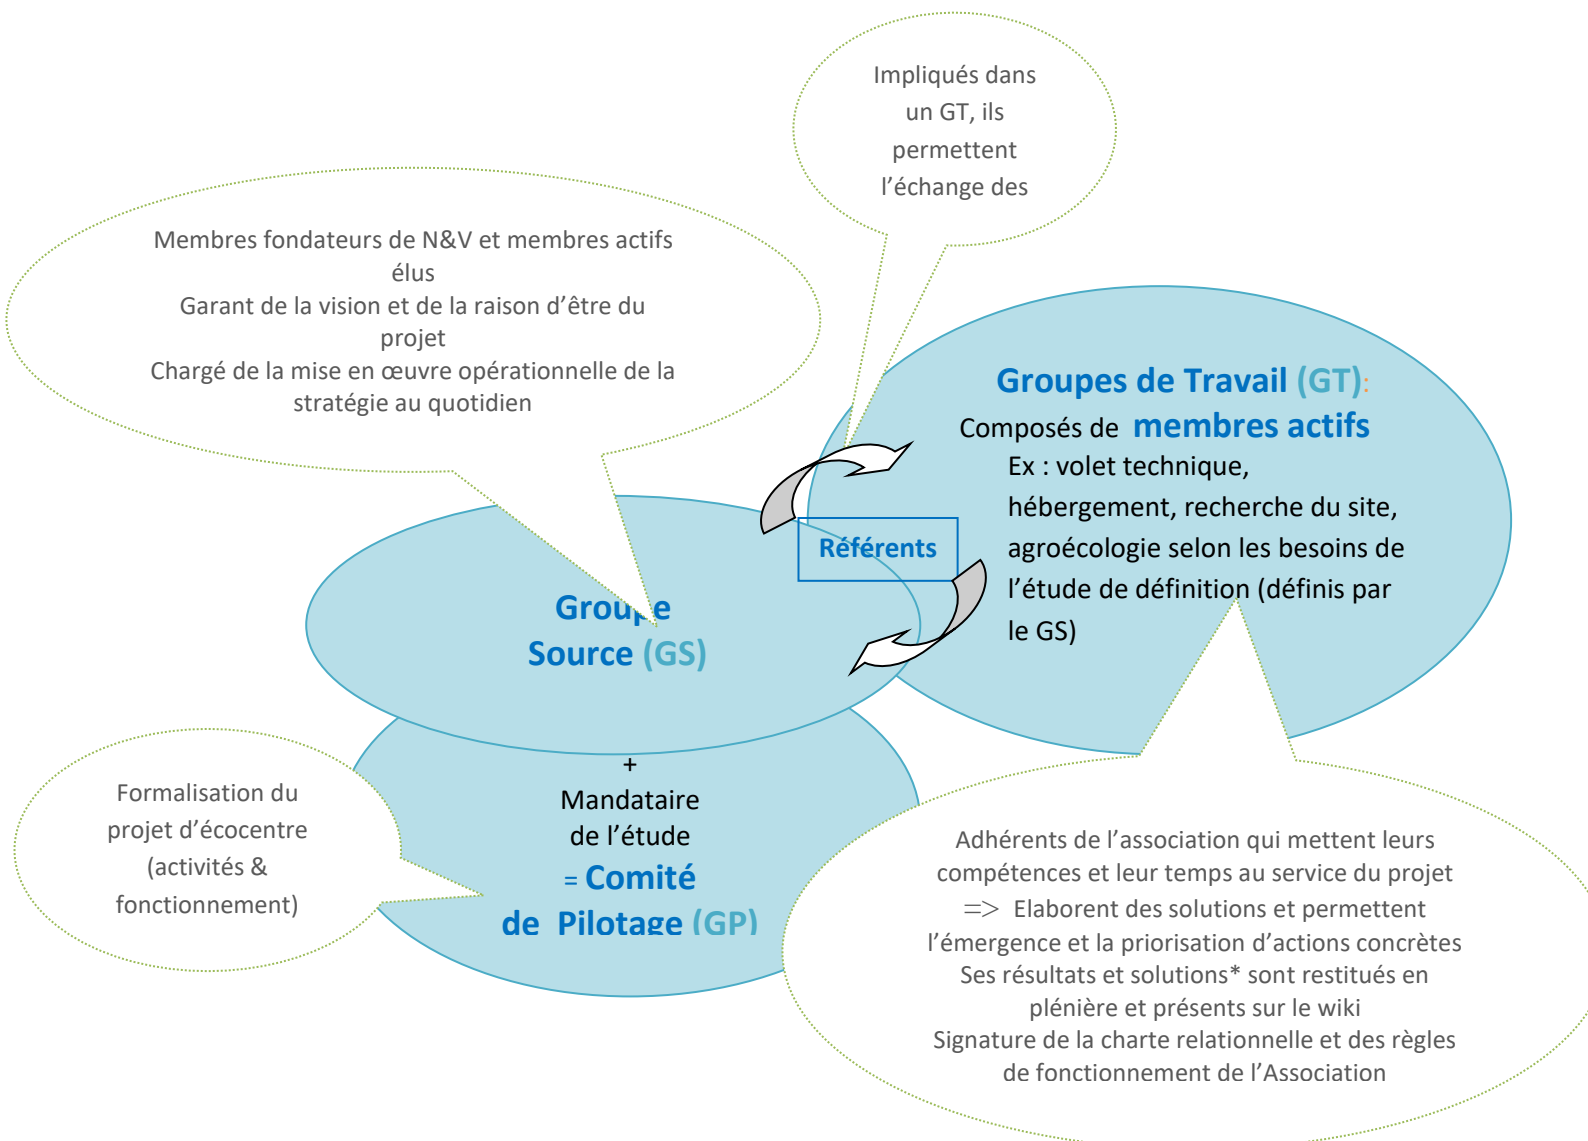 Impliqués dans
un GT, ils
permettent
l’échange des
Membres fondateurs de N&V et membres actifs
élus
Garant de la vision et de la raison d’être du
projet
Chargé de la mise en œuvre opérationnelle de la
stratégie au quotidien
Groupes de Travail (GT):
Composés de membres actifs
Ex : volet technique,
hébergement, recherche du site,
agroécologie selon les besoins de
l’étude de définition (définis par
le GS)
Référents
Groupe
Source (GS)
+
Mandataire
de l’étude
= Comité
de Pilotage (GP)
Formalisation du
projet d’écocentre
(activités &
fonctionnement)
Adhérents de l’association qui mettent leurs
compétences et leur temps au service du projet
=> Elaborent des solutions et permettent
l’émergence et la priorisation d’actions concrètes
Ses résultats et solutions* sont restitués en
plénière et présents sur le wiki
Signature de la charte relationnelle et des règles
de fonctionnement de l’Association